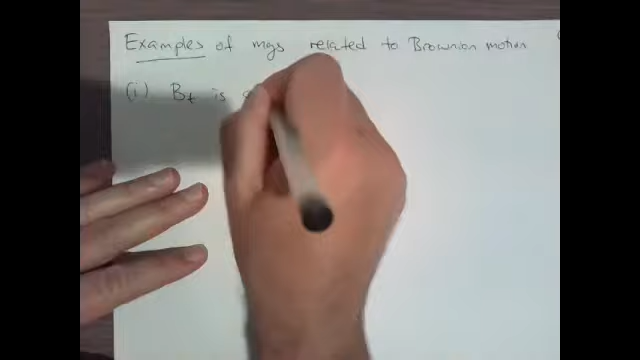 Examples of mgs related to Brownian motion
(i) Bt is